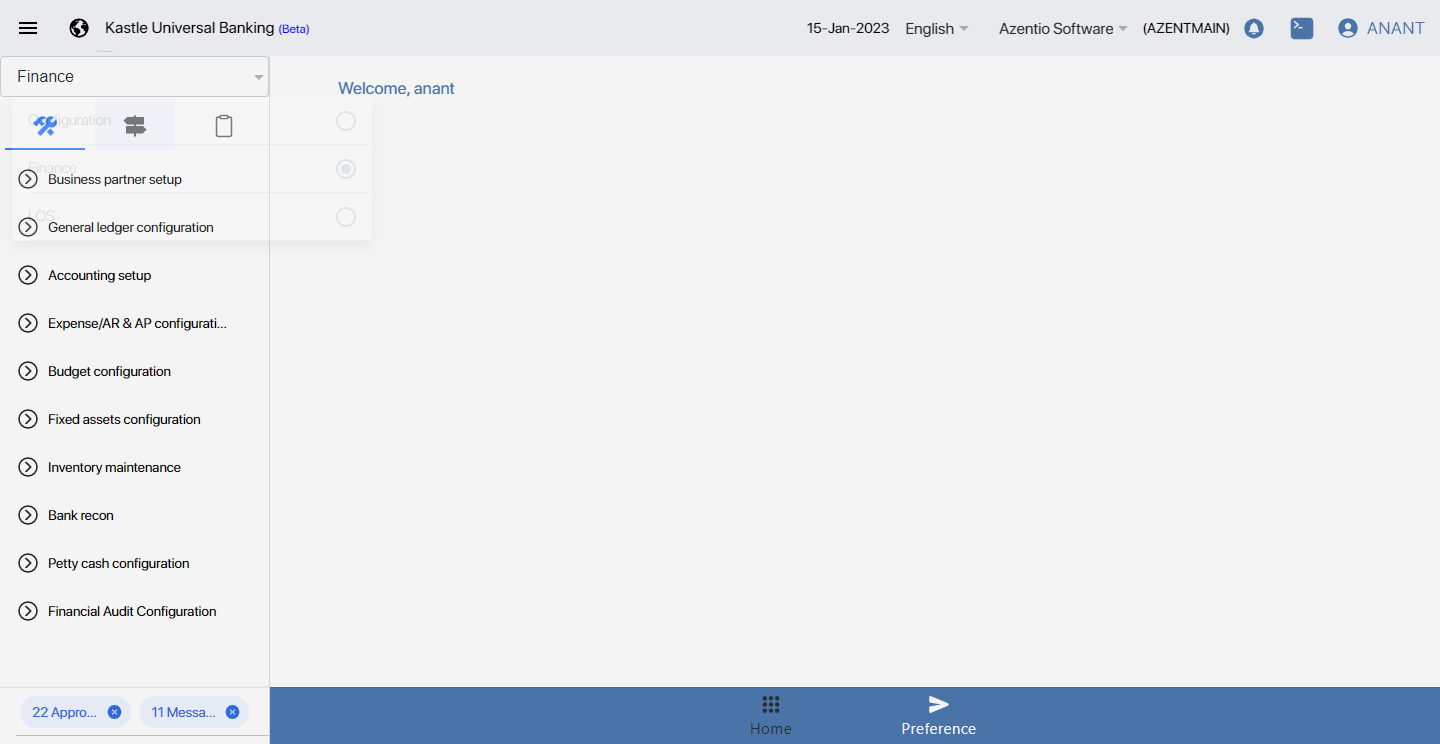 Kastle Universal Banking (Beta)
15-Jan-2023 English Azentio Software (AZENTMAIN) ANANT
Finance
Welcome, anant
Configuration
Finance
Business partner setup
LOS
General ledger configuration
Accounting setup
Expense/AR & AP configurati...
Budget configuration
Fixed assets configuration
Inventory maintenance
Bank recon
Petty cash configuration
Financial Audit Configuration
22 Appro... 11 Messa...
Home Preference